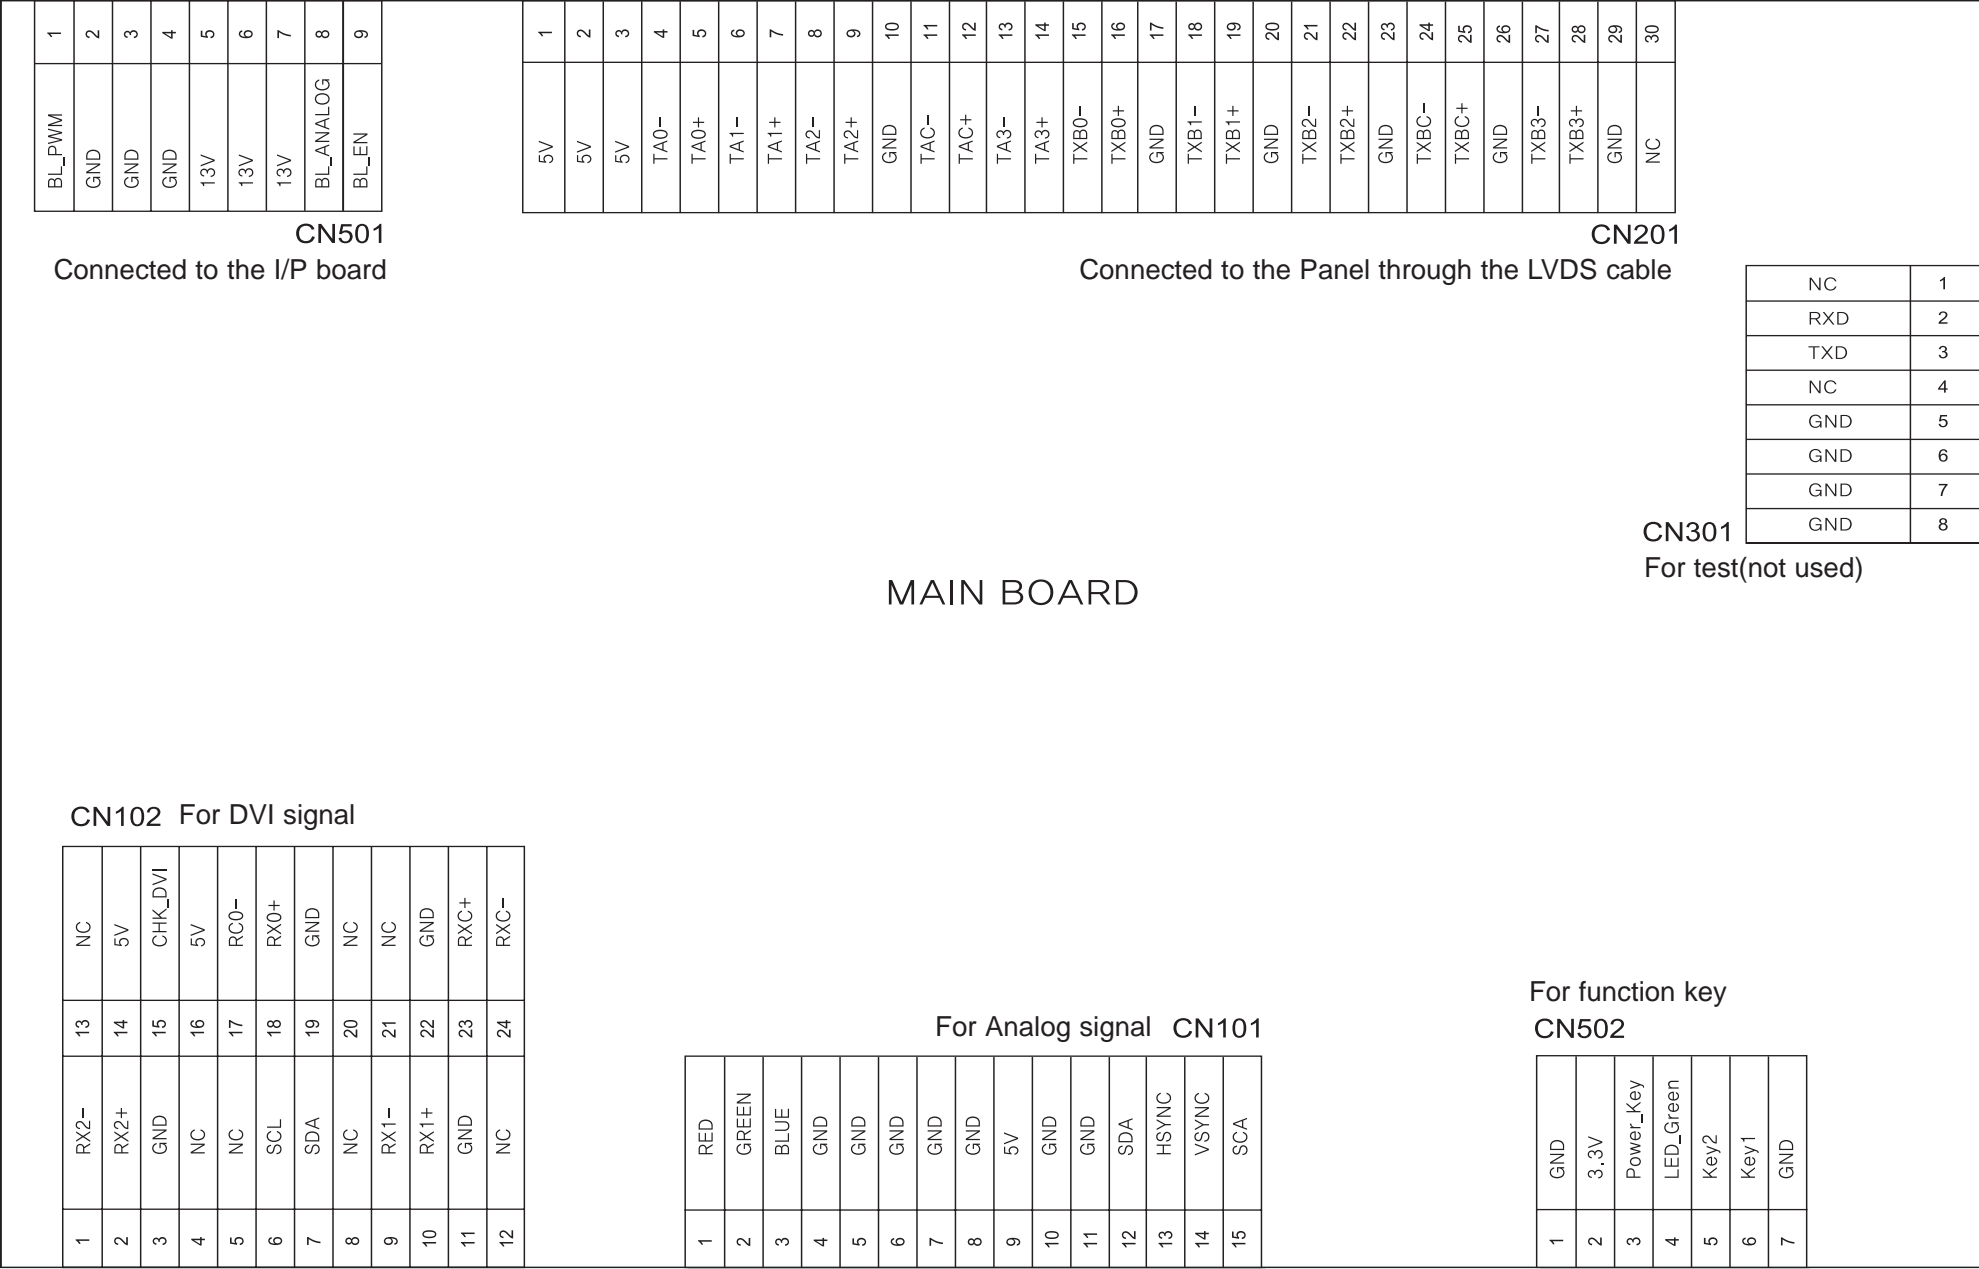 1 2 3 4 5 6 7 8 9
BL_PWM GND GND GND 13V 13V 13V BL_ANALOG BL_EN
CN501
Connected to the I/P board
1 2 3 4 5 6 7 8 9 10 11 12 13 14 15 16 17 18 19 20 21 22 23 24 25 26 27 28 29 30
5V 5V 5V TA0- TA0+ TA1- TA1+ TA2- TA2+ GND TAC- TAC+ TA3- TA3+ TXB0- TXB0+ GND TXB1- TXB1+ GND TXB2- TXB2+ GND TXBC- TXBC+ GND TXB3- TXB3+ GND NC
CN201
Connected to the Panel through the LVDS cable
NC 1
RXD 2
TXD 3
NC 4
GND 5
GND 6
GND 7
GND 8
CN301
For test(not used)
MAIN BOARD
CN102 For DVI signal
NC 5V CHK_DVI 5V RC0- RX0+ GND NC NC GND RXC+ RXC-
13 14 15 16 17 18 19 20 21 22 23 24
RX2- RX2+ GND NC NC SCL SDA NC RX1- RX1+ GND NC
1 2 3 4 5 6 7 8 9 10 11 12
For Analog signal CN101
RED GREEN BLUE GND GND GND GND GND 5V GND GND SDA HSYNC VSYNC SCA
1 2 3 4 5 6 7 8 9 10 11 12 13 14 15
For function key
CN502
GND 3.3V Power_Key LED_Green Key2 Key1 GND
1 2 3 4 5 6 7